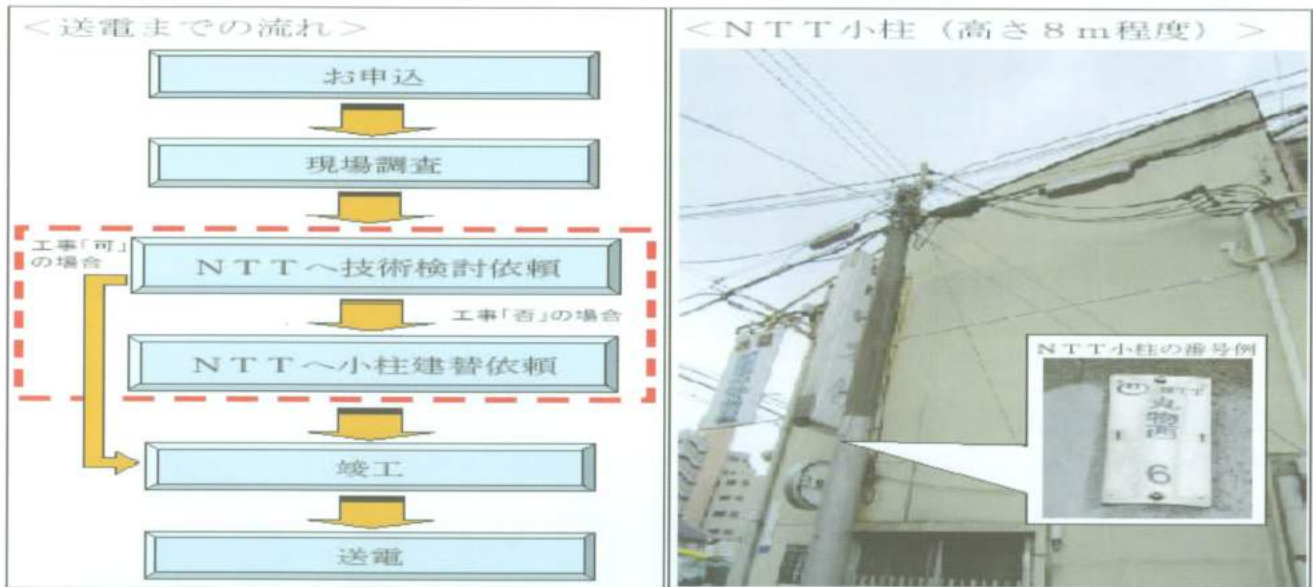 ＜送電までの流れ＞
お申込
現場調査
工事「可」
の場合
ＮＴＴへ技術検討依頼
工事「否」の場合
ＮＴＴへ小柱建替依頼
竣工
送電
＜ＮＴＴ小柱（高さ８ｍ程度）＞
ＮＴＴ小柱の番号例
NTT
丸物西
6